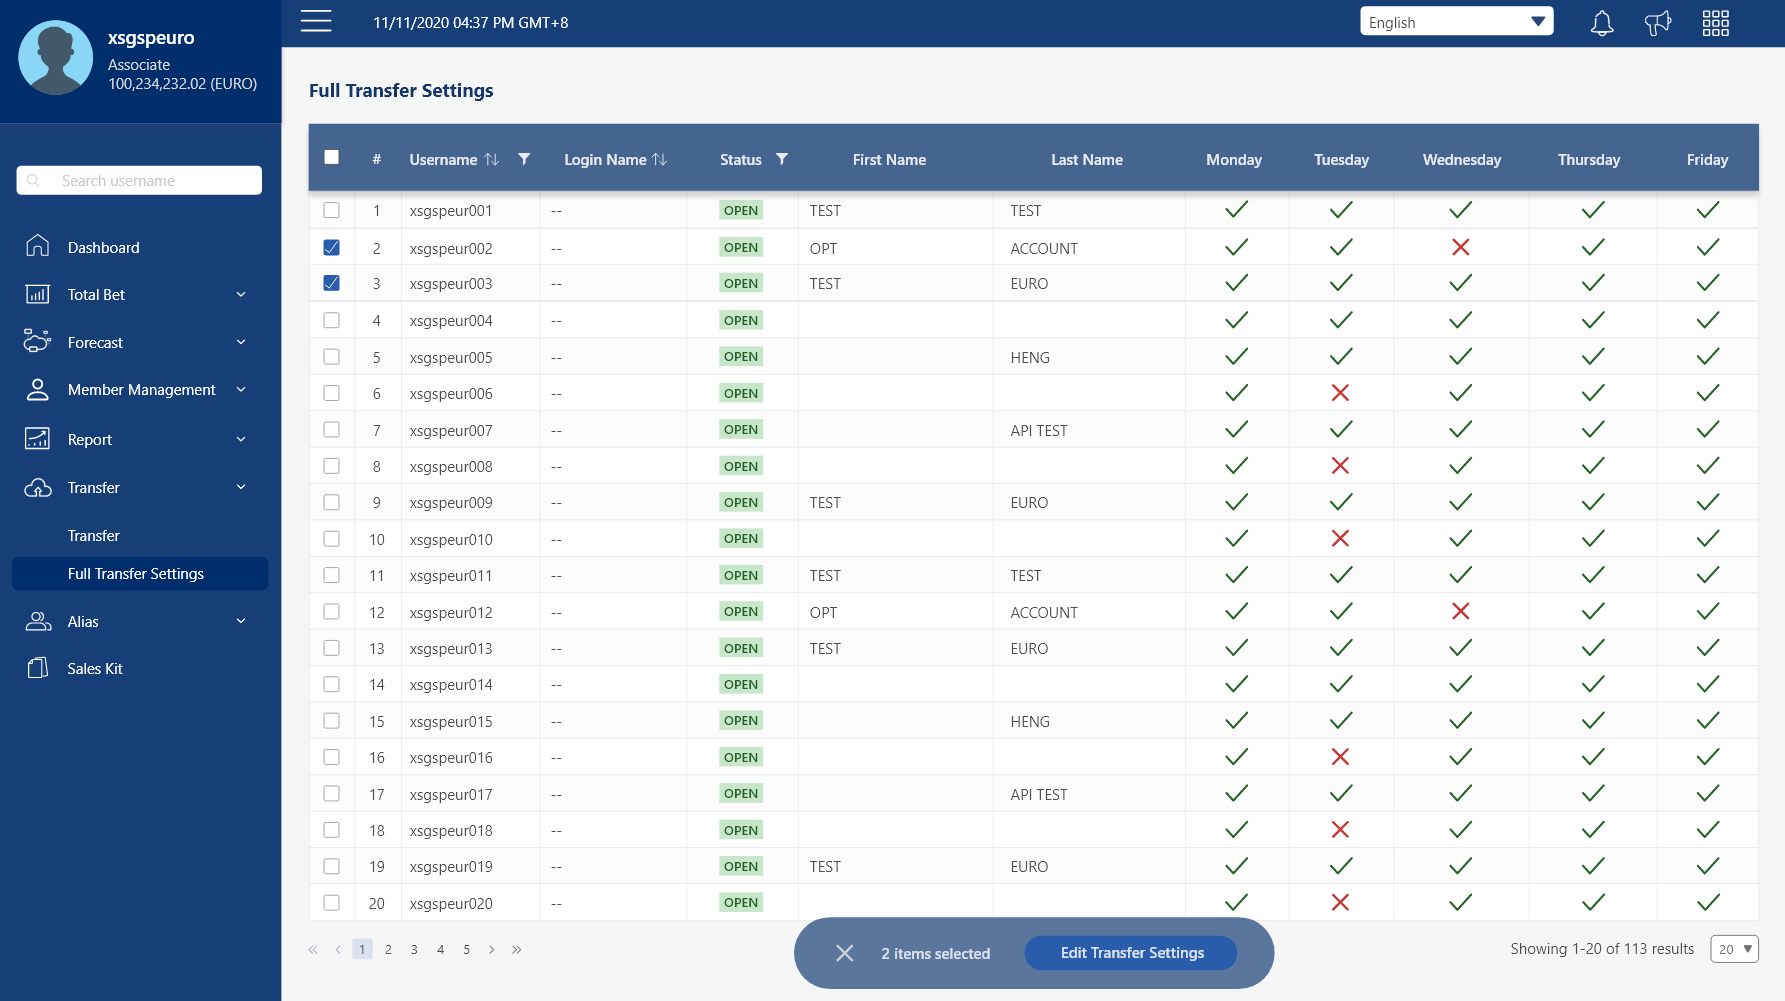 xsgspeuro
Associate
100,234,232.02 (EURO)
11/11/2020 04:37 PM GMT+8
English
Search username
Dashboard
Total Bet
Forecast
Member Management
Report
Transfer
Transfer
Full Transfer Settings
Alias
Sales Kit
Full Transfer Settings
# Username Login Name Status First Name Last Name Monday Tuesday Wednesday Thursday Friday
1 xsgspeur001 -- OPEN TEST TEST
2 xsgspeur002 -- OPEN OPT ACCOUNT
3 xsgspeur003 -- OPEN TEST EURO
4 xsgspeur004 -- OPEN
5 xsgspeur005 -- OPEN HENG
6 xsgspeur006 -- OPEN
7 xsgspeur007 -- OPEN API TEST
8 xsgspeur008 -- OPEN
9 xsgspeur009 -- OPEN TEST EURO
10 xsgspeur010 -- OPEN
11 xsgspeur011 -- OPEN TEST TEST
12 xsgspeur012 -- OPEN OPT ACCOUNT
13 xsgspeur013 -- OPEN TEST EURO
14 xsgspeur014 -- OPEN
15 xsgspeur015 -- OPEN HENG
16 xsgspeur016 -- OPEN
17 xsgspeur017 -- OPEN API TEST
18 xsgspeur018 -- OPEN
19 xsgspeur019 -- OPEN TEST EURO
20 xsgspeur020 -- OPEN
« < 1 2 3 4 5 > »
2 items selected
Edit Transfer Settings
Showing 1-20 of 113 results
20